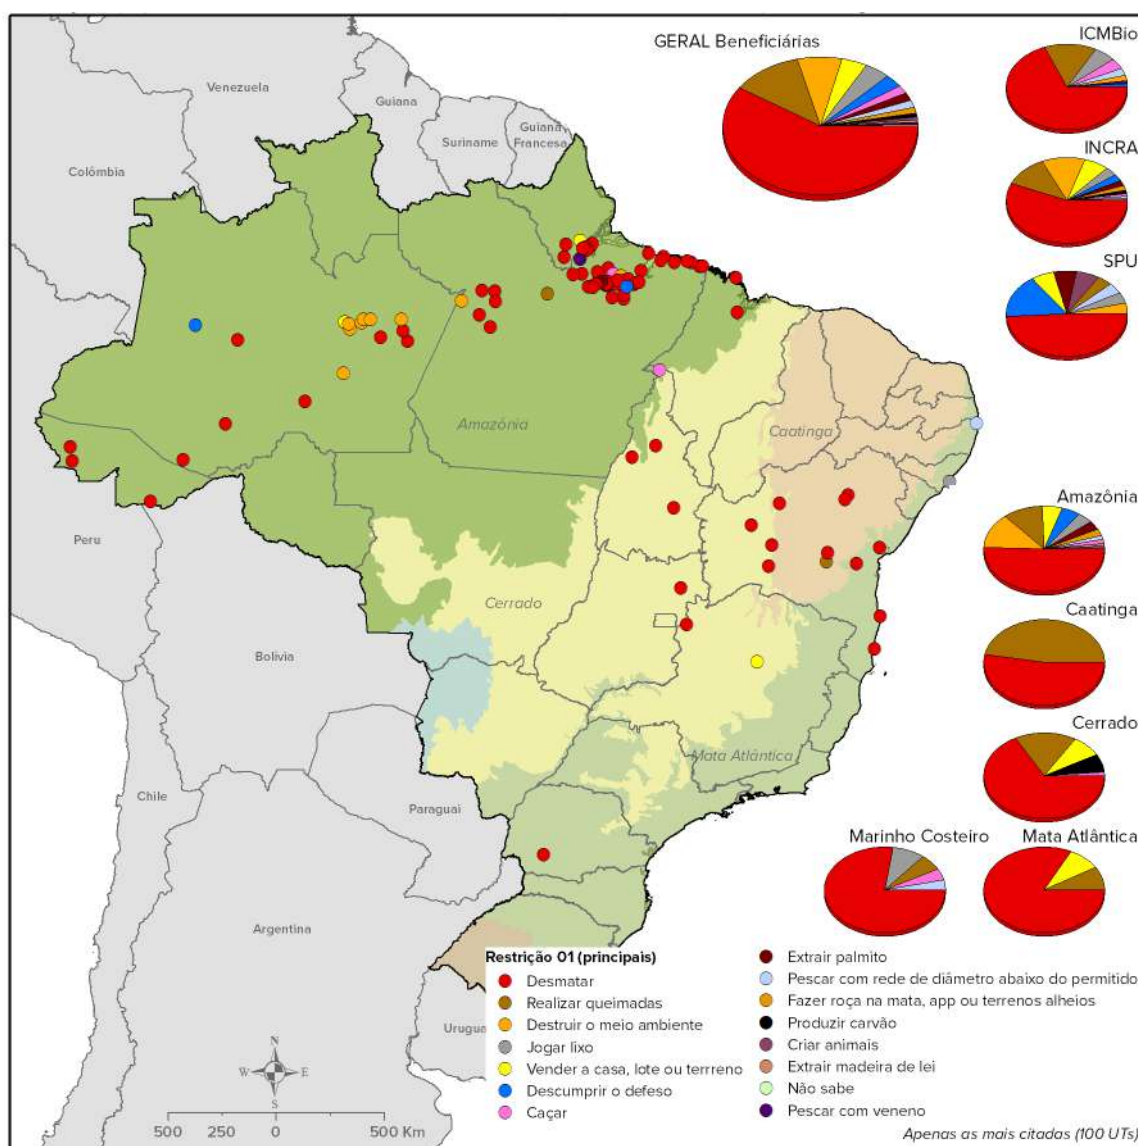 GERAL Beneficiárias
ICMBio
INCRA
SPU
Venezuela
Guiana
Suriname
Guiana
Francesa
Colômbia
Amazônia
Caatinga
Peru
Cerrado
Bolivia
Mata Atlântica
Chile
Paraguai
Argentina
Urugua
Amazônia
Caatinga
Cerrado
Marinho Costeiro
Mata Atlântica
Restrição 01 (principais)
Desmatar
Realizar queimadas
Destruir o meio ambiente
Jogar lixo
Vender a casa, lote ou terrreno
Descumprir o defeso
Caçar
Extrair palmito
Pescar com rede de diâmetro abaixo do permitido
Fazer roça na mata, app ou terrenos alheios
Produzir carvão
Criar animais
Extrair madeira de lei
Não sabe
Pescar com veneno
N
W E
S
500 250 0 500 Km
Apenas as mais citadas (100 UTs)